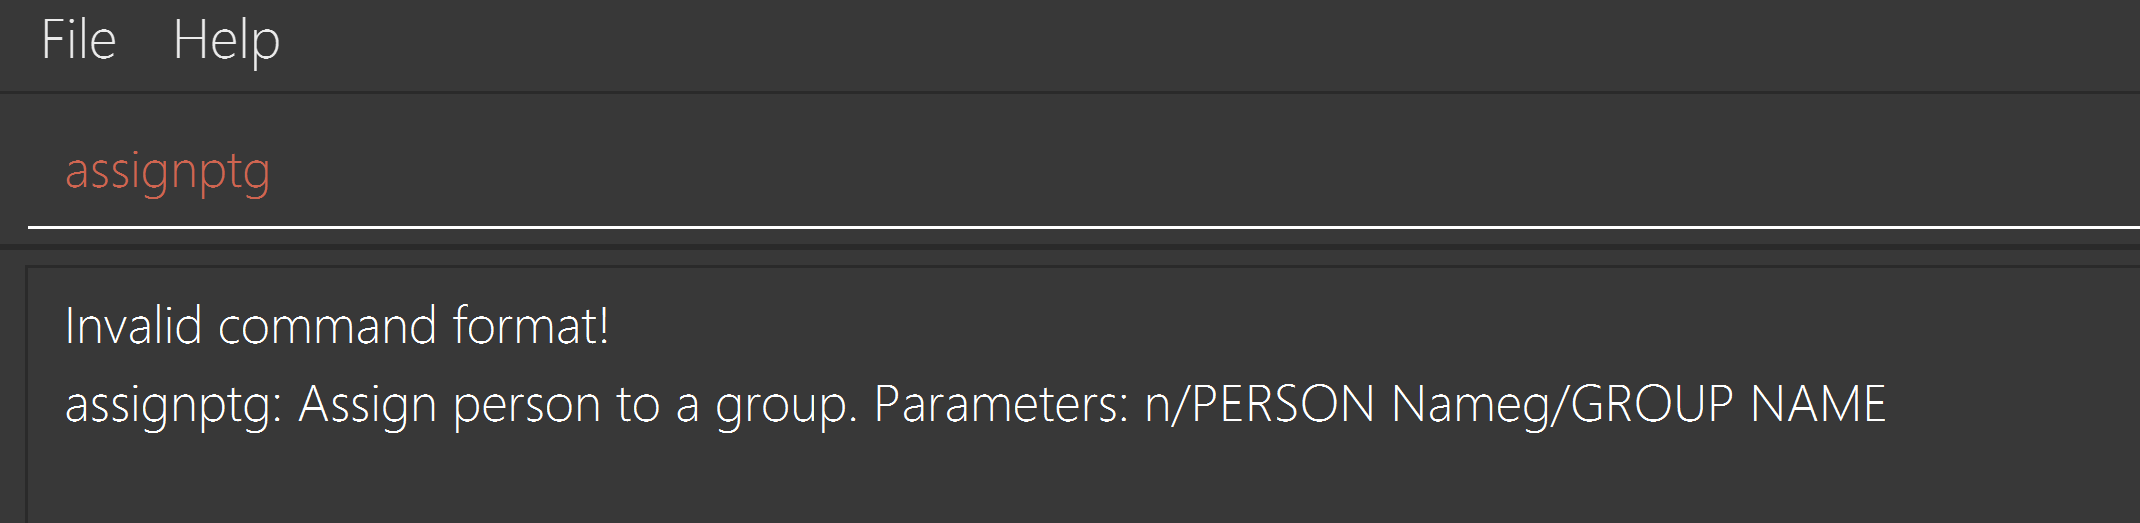 File Help
assignptg
Invalid command format!
assignptg: Assign person to a group. Parameters: n/PERSON Nameg/GROUP NAME